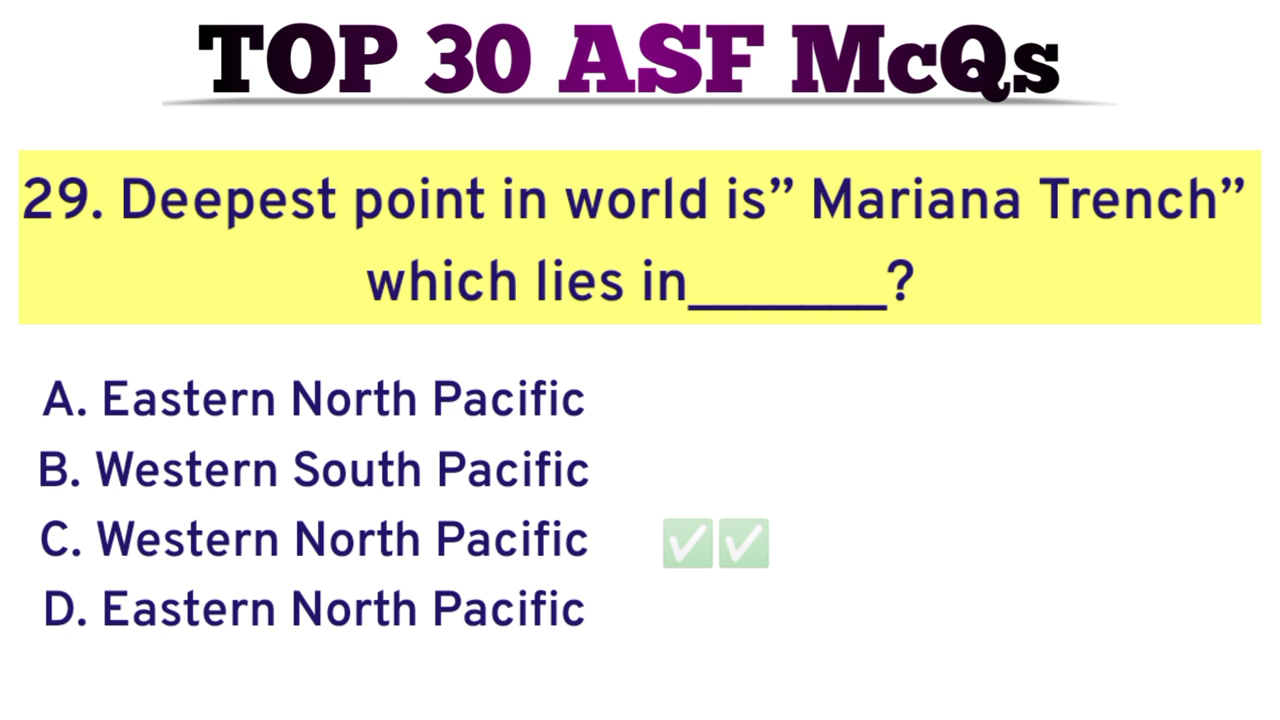 TOP 30 ASF McQs
29. Deepest point in world is” Mariana Trench”
which lies in_______?
A. Eastern North Pacific
B. Western South Pacific
C. Western North Pacific ✅✅
D. Eastern North Pacific